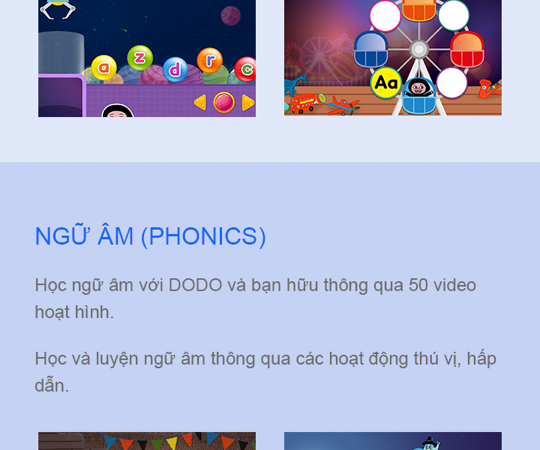 a z d r c
Aa
NGỮ ÂM (PHONICS)
Học ngữ âm với DODO và bạn hữu thông qua 50 video
hoạt hình.
Học và luyện ngữ âm thông qua các hoạt động thú vị, hấp
dẫn.